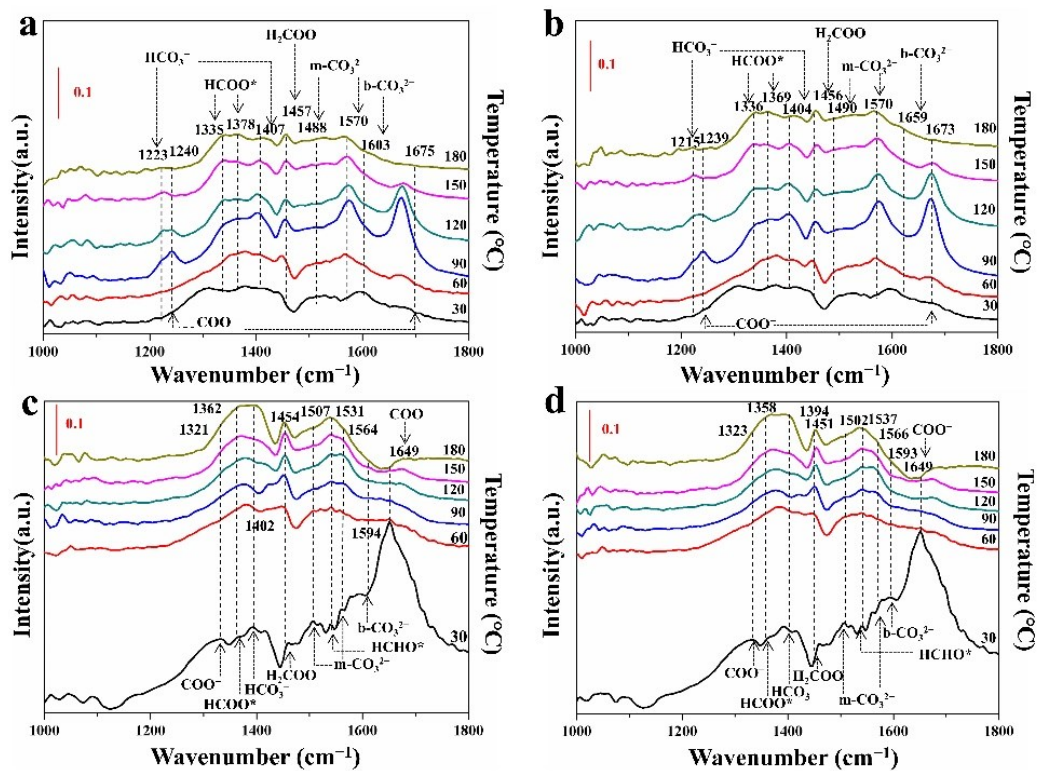 a
HCO₃⁻
H₂COO
HCOO*
m-CO₃²
b-CO₃²⁻
0.1
1335 1378 1407 1457 1488 1570 1603 1675
1223 1240
180
150
120
90
60
30
COO
Intensity(a.u.)
Temperature (°C)
1000 1200 1400 1600 1800
Wavenumber (cm⁻¹)
b
HCO₃⁻
H₂COO
HCOO*
m-CO₃²⁻
b-CO₃²⁻
0.1
1336 1369 1404 1456 1490 1570 1659 1673
1215 1239
180
150
120
90
60
30
COO⁻
Intensity(a.u.)
Temperature (°C)
1000 1200 1400 1600 1800
Wavenumber (cm⁻¹)
c
0.1
1362 1454 1507 1531 COO
1321 1564
1649
180
150
120
90
60
1402 1594
30
b-CO₃²⁻
HCHO*
m-CO₃²⁻
H₂COO
COO⁻ HCO₃⁻
HCOO*
Intensity(a.u.)
Temperature (°C)
1000 1200 1400 1600 1800
Wavenumber (cm⁻¹)
d
0.1
1358 1394 1502 1537 COO⁻
1323 1451 1566
1593
1649
180
150
120
90
60
30
b-CO₃²⁻
HCHO*
H₂COO
COO
HCO₃ m-CO₃²⁻
HCOO*
Intensity(a.u.)
Temperature (°C)
1000 1200 1400 1600 1800
Wavenumber (cm⁻¹)